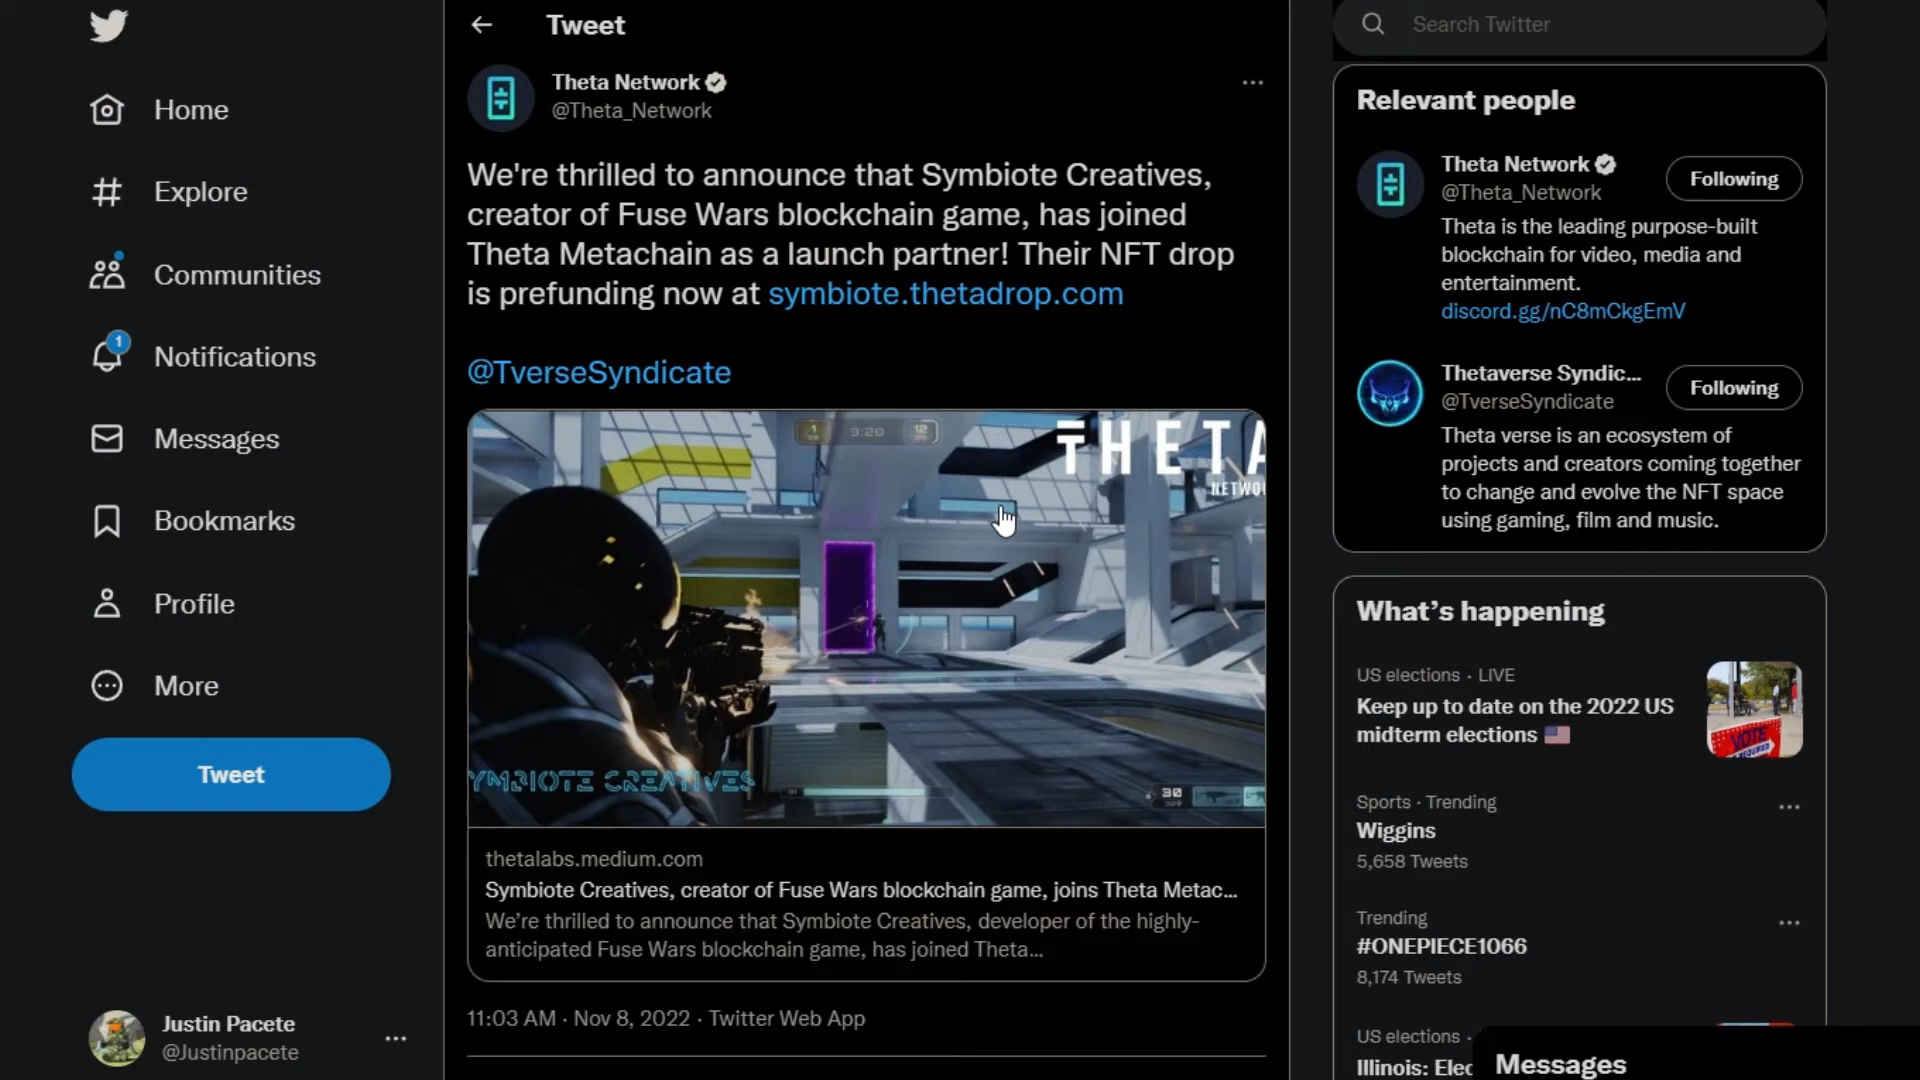 Home
Explore
Communities
1
Notifications
Messages
Bookmarks
Profile
More
Tweet
Justin Pacete
@Justinpacete
Tweet
Theta Network
@Theta_Network
We're thrilled to announce that Symbiote Creatives,
creator of Fuse Wars blockchain game, has joined
Theta Metachain as a launch partner! Their NFT drop
is prefunding now at symbiote.thetadrop.com
@TverseSyndicate
1 3:28 12
THETA
NETWO
YMBIOTE CREATIVES
30
thetalabs.medium.com
Symbiote Creatives, creator of Fuse Wars blockchain game, joins Theta Metac...
We're thrilled to announce that Symbiote Creatives, developer of the highly-
anticipated Fuse Wars blockchain game, has joined Theta...
11:03 AM · Nov 8, 2022 · Twitter Web App
Search Twitter
Relevant people
Theta Network
@Theta_Network
Following
Theta is the leading purpose-built
blockchain for video, media and
entertainment.
discord.gg/nC8mCkgEmV
Thetaverse Syndic...
@TverseSyndicate
Following
Theta verse is an ecosystem of
projects and creators coming together
to change and evolve the NFT space
using gaming, film and music.
What's happening
US elections · LIVE
Keep up to date on the 2022 US
midterm elections
VOTE
Sports · Trending
Wiggins
5,658 Tweets
Trending
#ONEPIECE1066
8,174 Tweets
US elections ·
Illinois: Elec
Messages